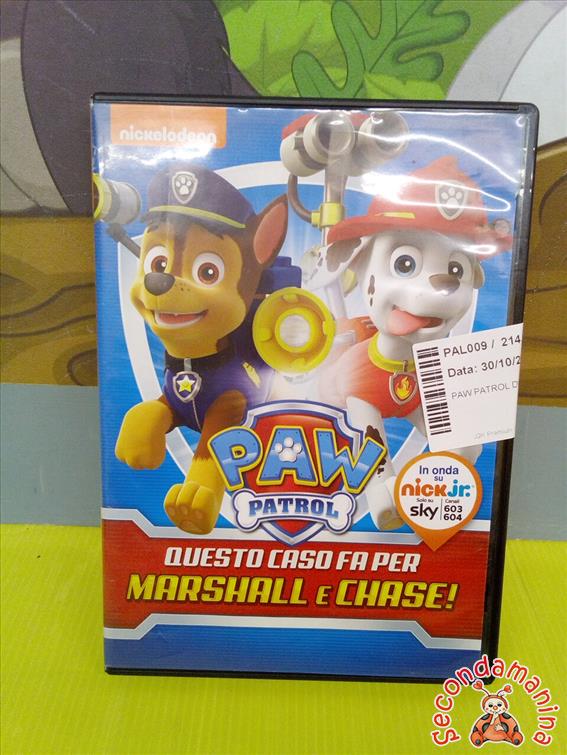 nickelodeon
PAL009 / 214
Data: 30/10/2
PAW PATROL D
PAW
PATROL
In onda
su
nick jr.
Solo su
sky
Canali
603
604
QUESTO CASO FA PER
MARSHALL E CHASE!
Secondamanina